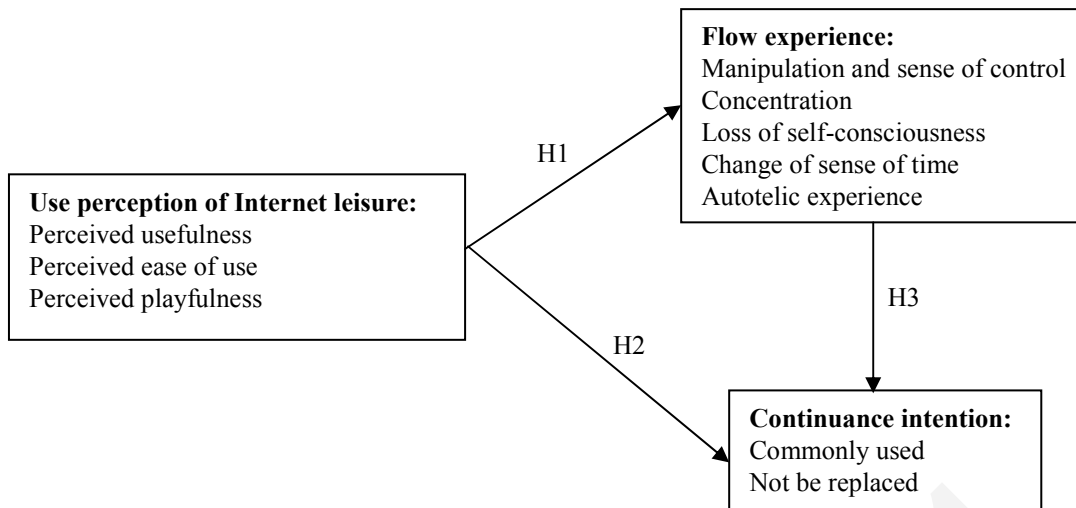 Flow experience:
Manipulation and sense of control
Concentration
Loss of self-consciousness
Change of sense of time
Autotelic experience
H1
Use perception of Internet leisure:
Perceived usefulness
Perceived ease of use
Perceived playfulness
H3
H2
Continuance intention:
Commonly used
Not be replaced